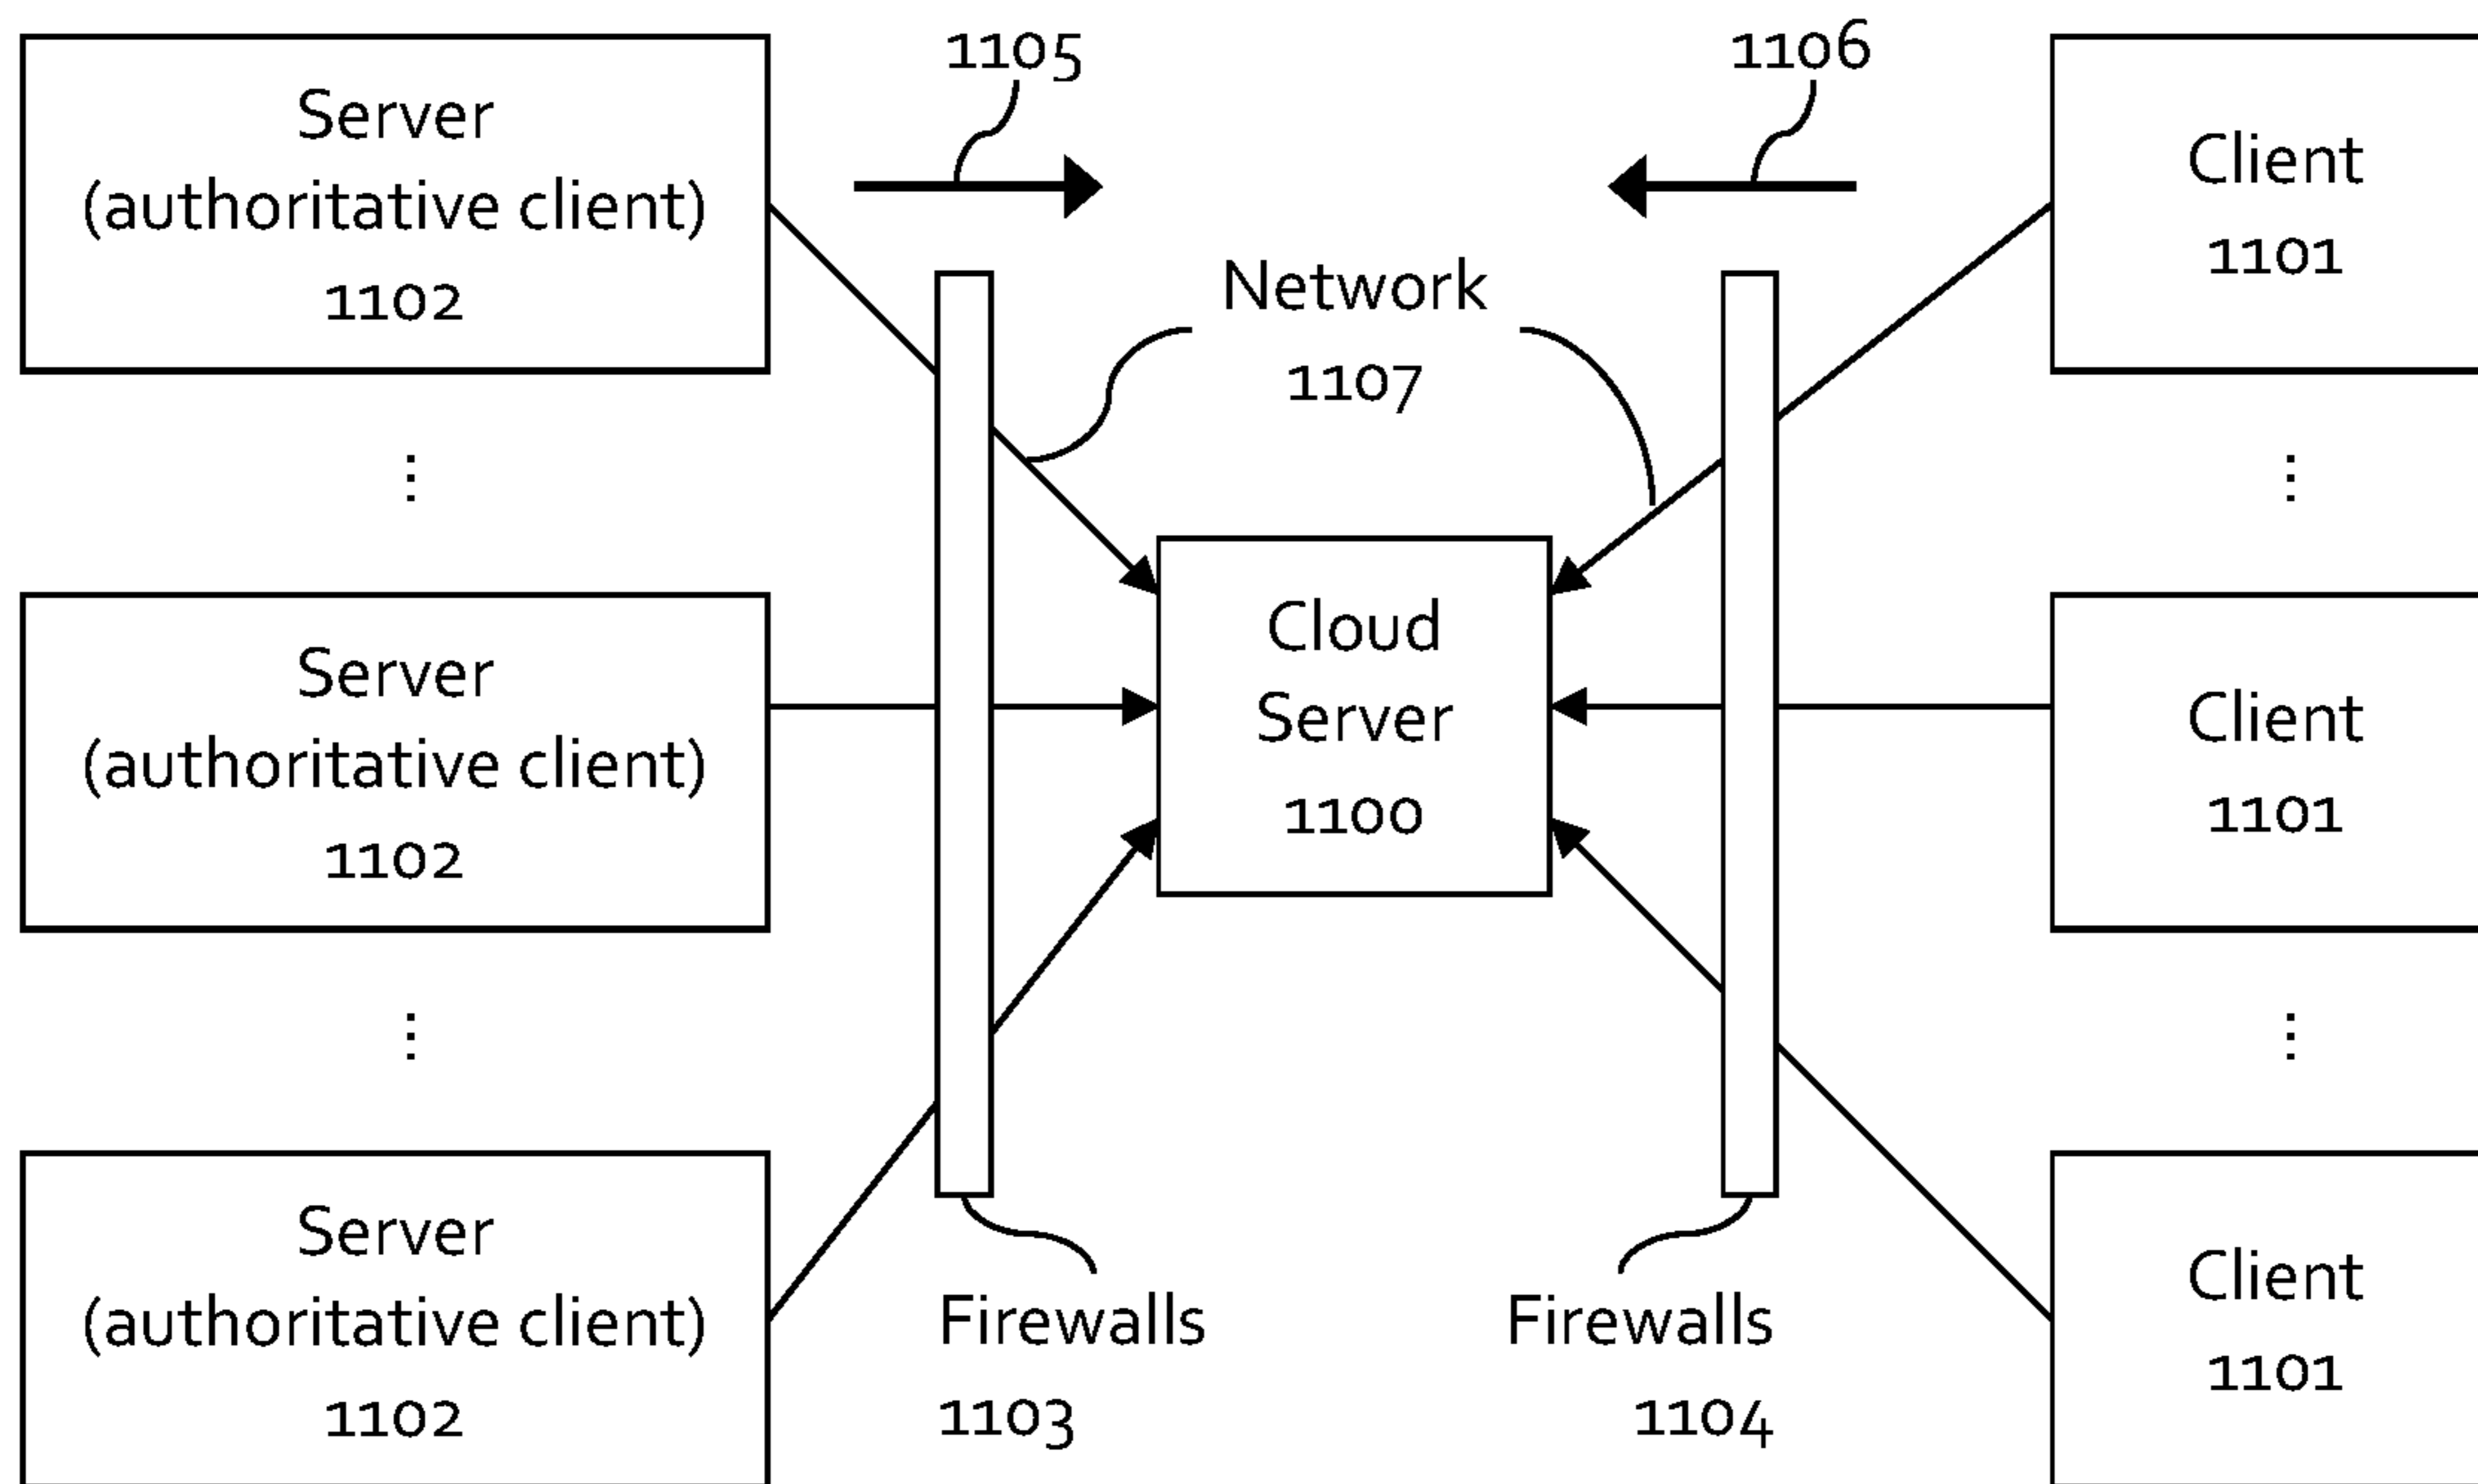 1105
1106
Server
(authoritative client)
1102
Client
1101
Network
1107
⋮
⋮
Server
(authoritative client)
1102
Cloud
Server
1100
Client
1101
⋮
⋮
Server
(authoritative client)
1102
Firewalls
1103
Firewalls
1104
Client
1101